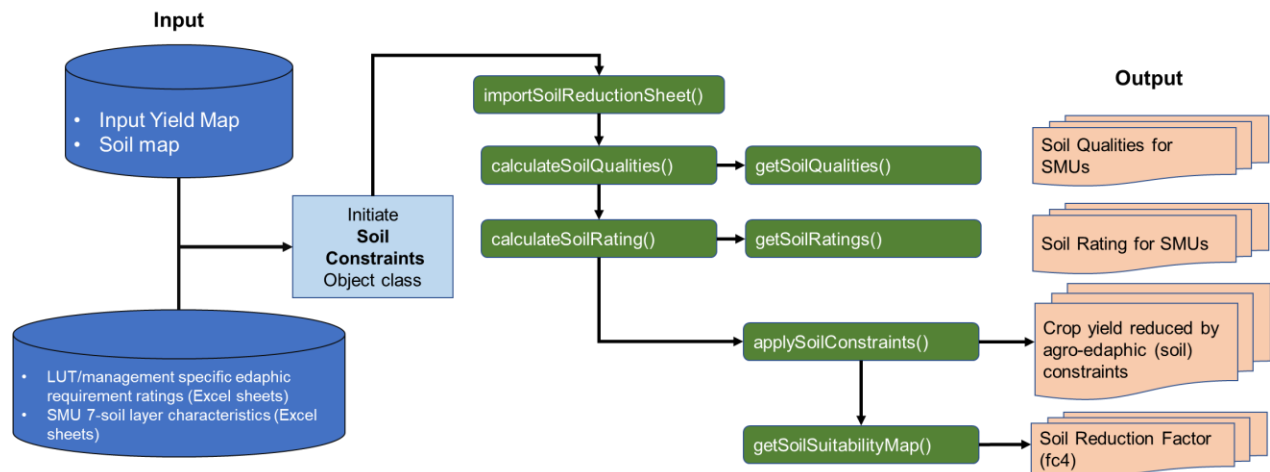 Input
• Input Yield Map
• Soil map
• LUT/management specific edaphic
requirement ratings (Excel sheets)
• SMU 7-soil layer characteristics (Excel
sheets)
Initiate
Soil
Constraints
Object class
importSoilReductionSheet()
calculateSoilQualities()
getSoilQualities()
calculateSoilRating()
getSoilRatings()
applySoilConstraints()
getSoilSuitabilityMap()
Output
Soil Qualities for
SMUs
Soil Rating for SMUs
Crop yield reduced by
agro-edaphic (soil)
constraints
Soil Reduction Factor
(fc4)